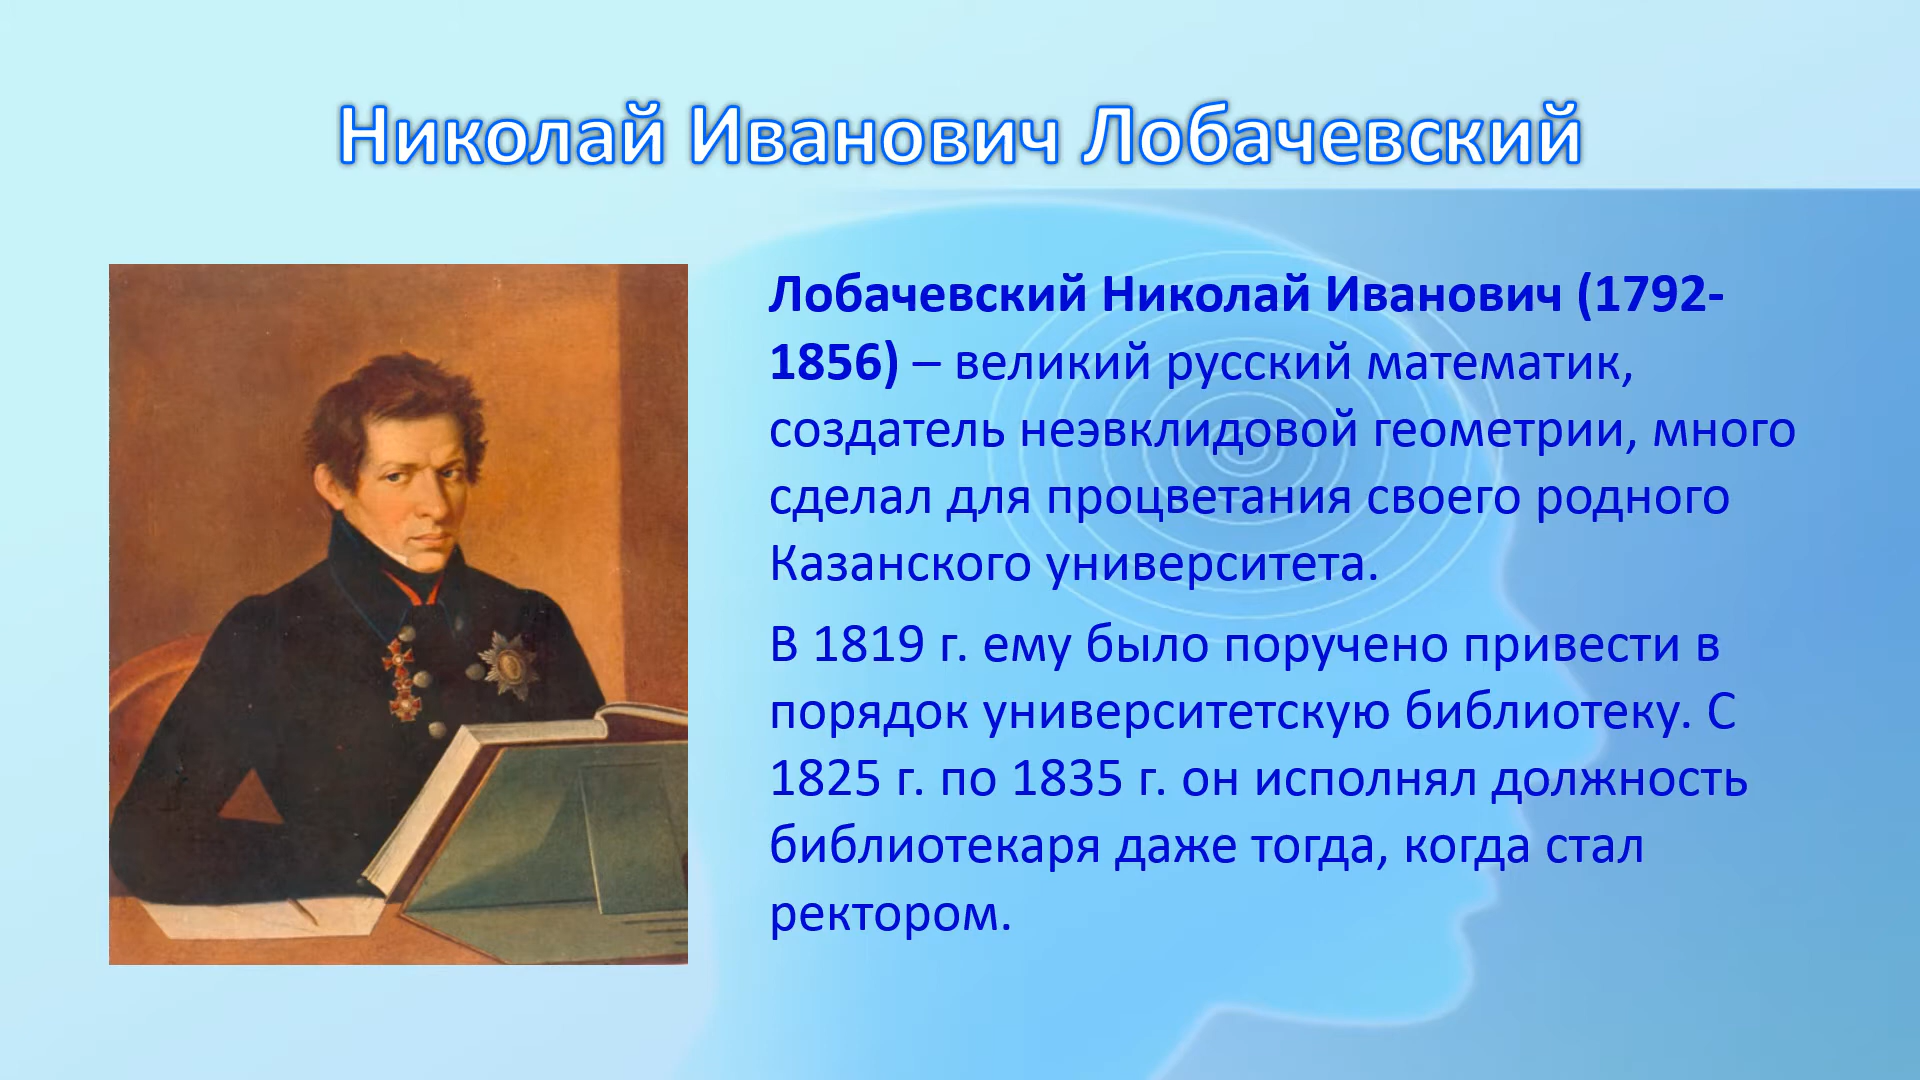 Николай Иванович Лобачевский
Лобачевский Николай Иванович (1792-
1856) – великий русский математик,
создатель неэвклидовой геометрии, много
сделал для процветания своего родного
Казанского университета.
В 1819 г. ему было поручено привести в
порядок университетскую библиотеку. С
1825 г. по 1835 г. он исполнял должность
библиотекаря даже тогда, когда стал
ректором.